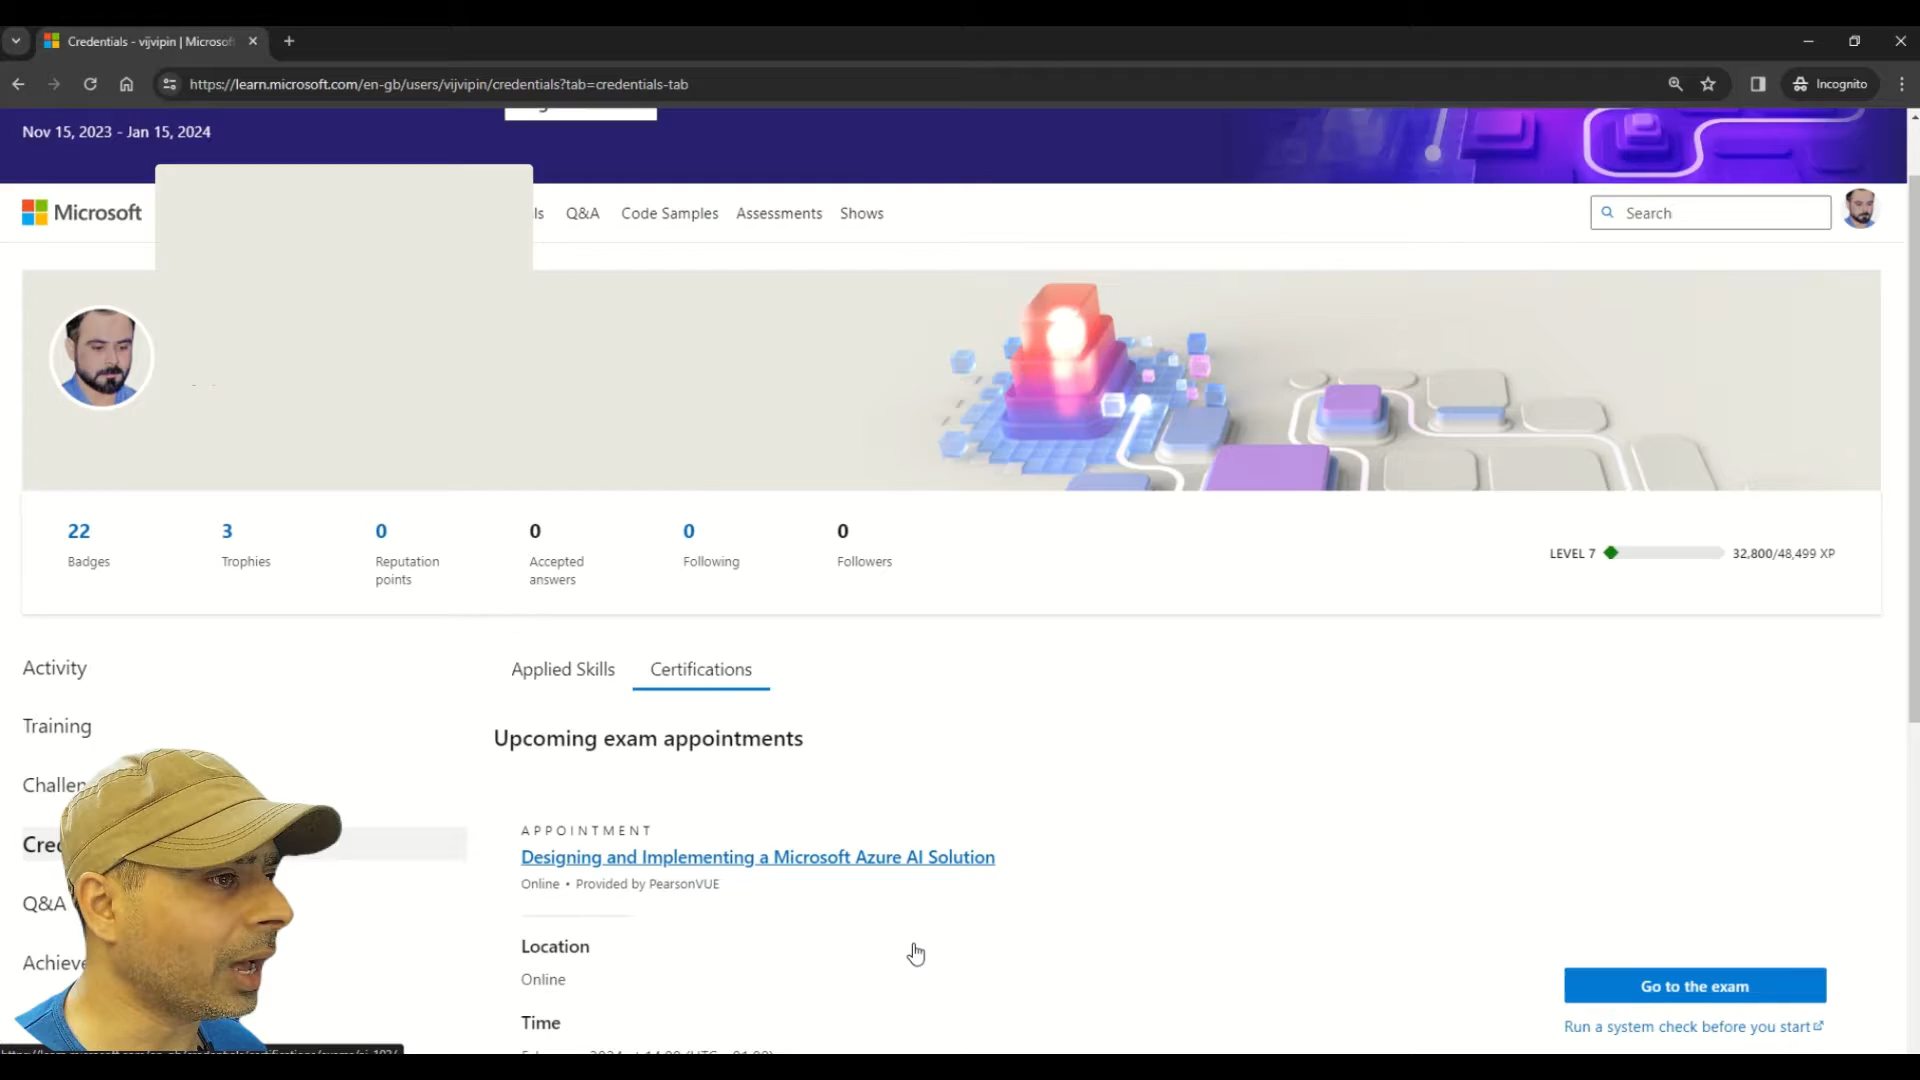 Credentials - vijvipin | Microsof
https://learn.microsoft.com/en-gb/users/vijvipin/credentials?tab=credentials-tab
Incognito
Nov 15, 2023 - Jan 15, 2024
Microsoft
ls Q&A Code Samples Assessments Shows
Search
22 3 0 0 0 0
Badges Trophies Reputation points Accepted answers Following Followers
LEVEL 7 32,800/48,499 XP
Activity
Training
Challen
Cre
Q&A
Achieve
Applied Skills Certifications
Upcoming exam appointments
APPOINTMENT
Designing and Implementing a Microsoft Azure AI Solution
Online • Provided by PearsonVUE
Location
Online
Time
Go to the exam
Run a system check before you start